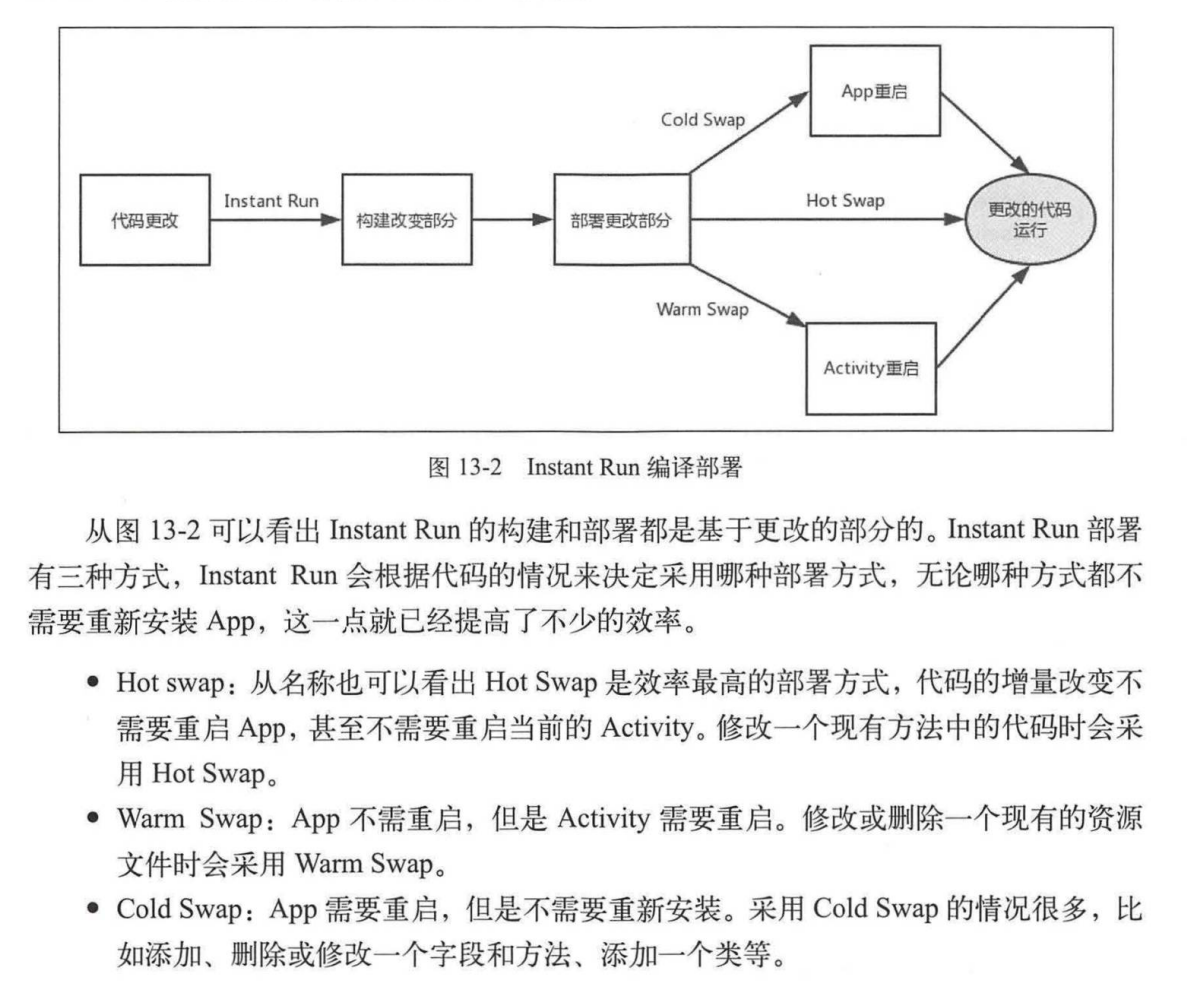 App重启
Cold Swap
代码更改
Instant Run
构建改变部分
部署更改部分
Hot Swap
更改的代码
运行
Warm Swap
Activity重启
图 13-2 Instant Run 编译部署
从图 13-2 可以看出 Instant Run 的构建和部署都是基于更改的部分的。Instant Run 部署
有三种方式，Instant Run 会根据代码的情况来决定采用哪种部署方式，无论哪种方式都不
需要重新安装 App，这一点就已经提高了不少的效率。
● Hot swap：从名称也可以看出 Hot Swap 是效率最高的部署方式，代码的增量改变不
需要重启 App，甚至不需要重启当前的 Activity。修改一个现有方法中的代码时会采
用 Hot Swap。
● Warm Swap：App 不需重启，但是 Activity 需要重启。修改或删除一个现有的资源
文件时会采用 Warm Swap。
● Cold Swap：App 需要重启，但是不需要重新安装。采用 Cold Swap 的情况很多，比
如添加、删除或修改一个字段和方法、添加一个类等。